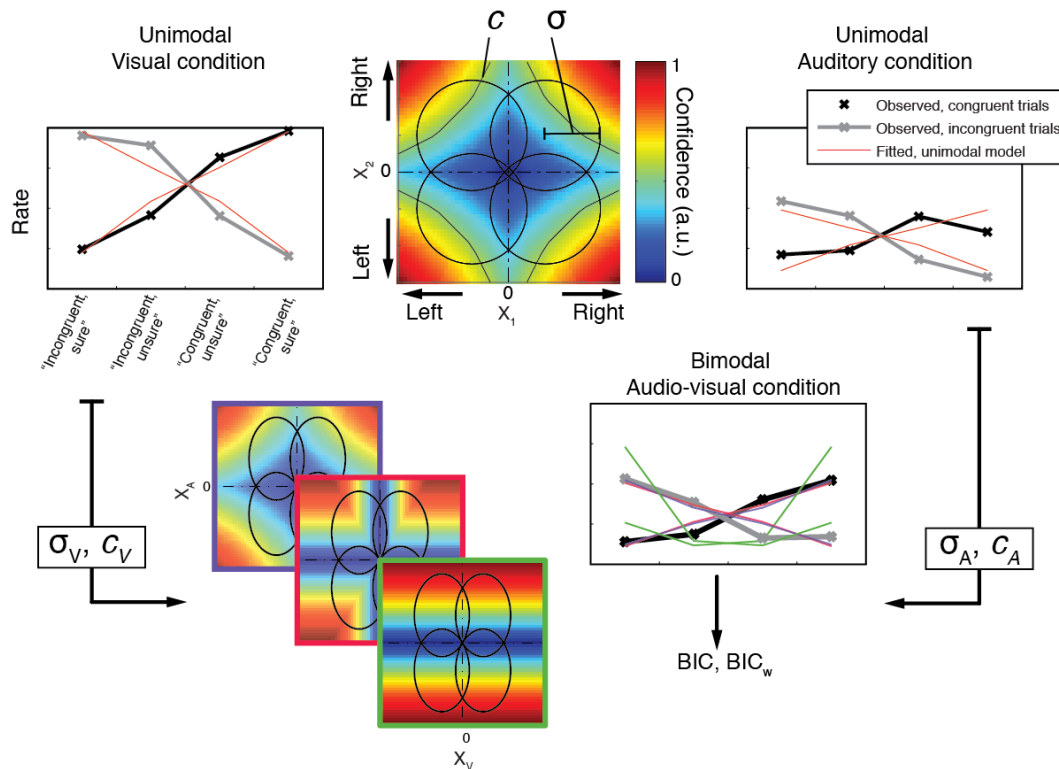 Unimodal
Visual condition
Rate
"Incongruent,
sure"
"Incongruent,
unsure"
"Congruent,
unsure"
"Congruent,
sure"
c
σ
Right
X₂
0
Left
0
Left
X₁
Right
1
Confidence (a.u.)
0
Unimodal
Auditory condition
Observed, congruent trials
Observed, incongruent trials
Fitted, unimodal model
σV, cV
X_A
0
0
X_V
Bimodal
Audio-visual condition
BIC, BICw
σA, cA